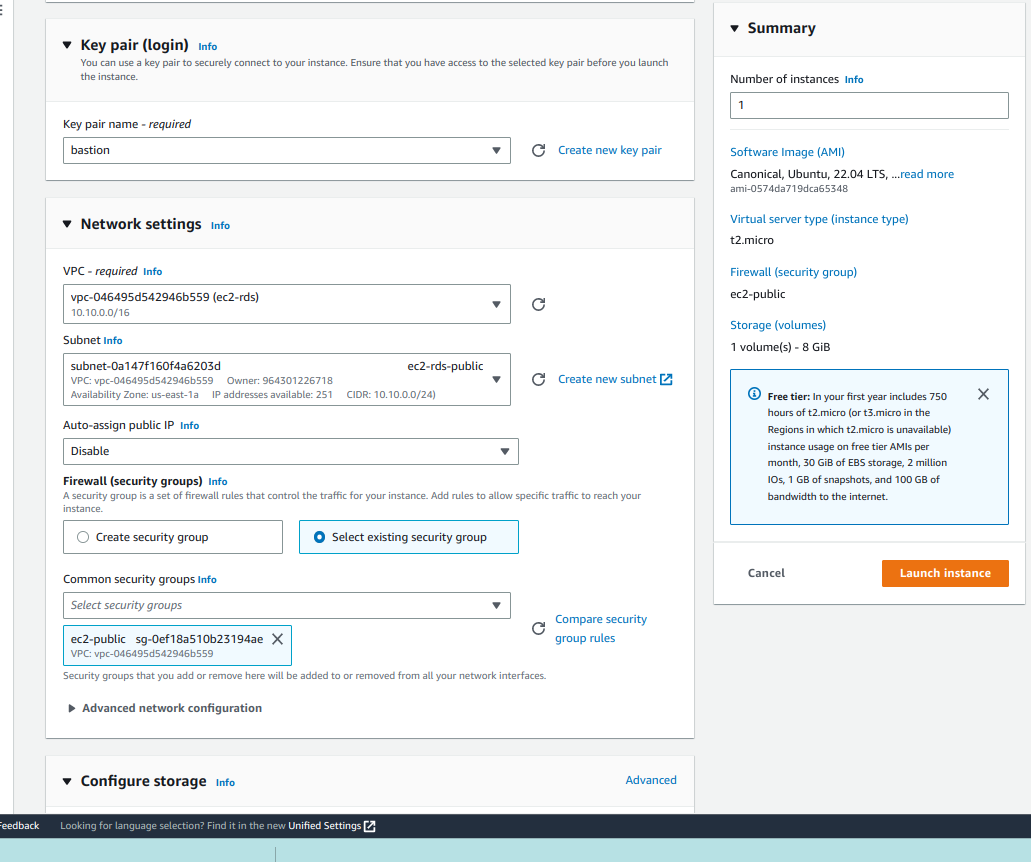 Key pair (login) Info
You can use a key pair to securely connect to your instance. Ensure that you have access to the selected key pair before you launch
the instance.
Key pair name - required
bastion
Create new key pair
Network settings Info
VPC - required Info
vpc-046495d542946b559 (ec2-rds)
10.10.0.0/16
Subnet Info
subnet-0a147f160f4a6203d ec2-rds-public
VPC: vpc-046495d542946b559 Owner: 964301226718
Availability Zone: us-east-1a IP addresses available: 251 CIDR: 10.10.0.0/24)
Create new subnet
Auto-assign public IP Info
Disable
Firewall (security groups) Info
A security group is a set of firewall rules that control the traffic for your instance. Add rules to allow specific traffic to reach your
instance.
Create security group
Select existing security group
Common security groups Info
Select security groups
Compare security
group rules
ec2-public sg-0ef18a510b23194ae
VPC: vpc-046495d542946b559
Security groups that you add or remove here will be added to or removed from all your network interfaces.
Advanced network configuration
Configure storage Info
Advanced
Summary
Number of instances Info
1
Software Image (AMI)
Canonical, Ubuntu, 22.04 LTS, ...read more
ami-0574da719dca65348
Virtual server type (instance type)
t2.micro
Firewall (security group)
ec2-public
Storage (volumes)
1 volume(s) - 8 GiB
Free tier: In your first year includes 750
hours of t2.micro (or t3.micro in the
Regions in which t2.micro is unavailable)
instance usage on free tier AMIs per
month, 30 GiB of EBS storage, 2 million
IOs, 1 GB of snapshots, and 100 GB of
bandwidth to the internet.
Cancel
Launch instance
Feedback
Looking for language selection? Find it in the new Unified Settings